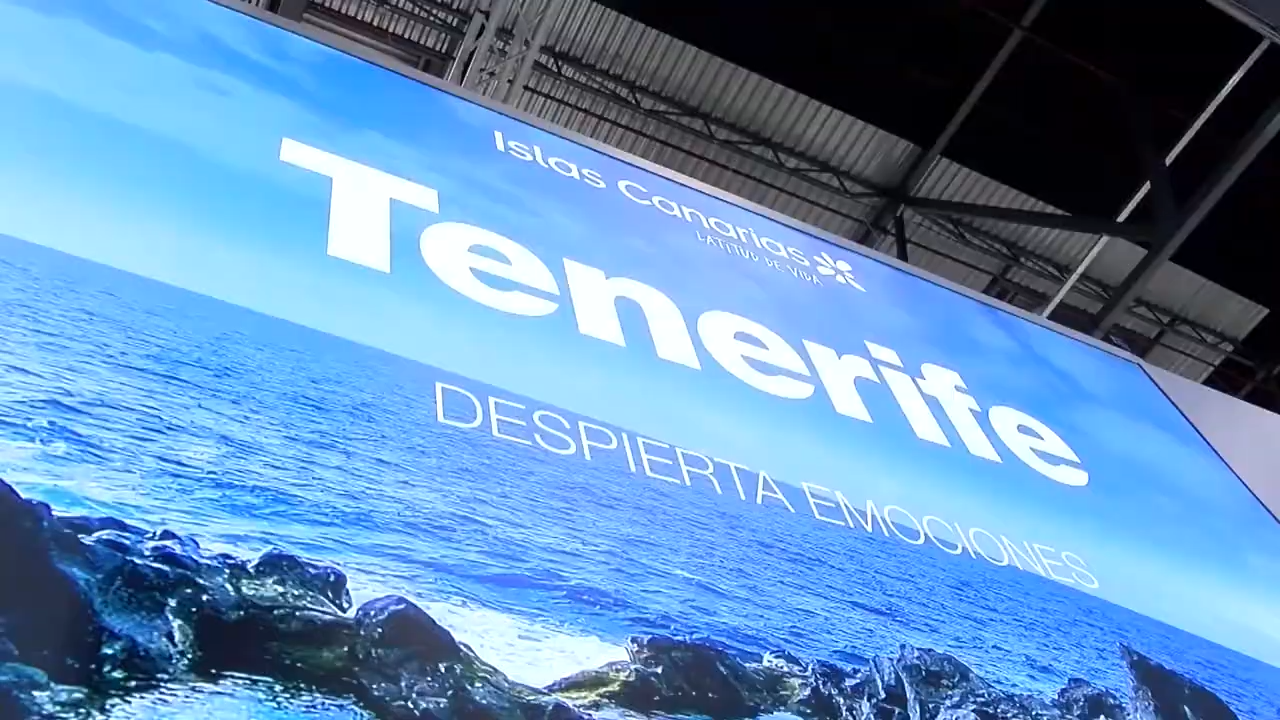 Islas Canarias
LATITUD DE VIDA
Tenerife
DESPIERTA EMOCIONES